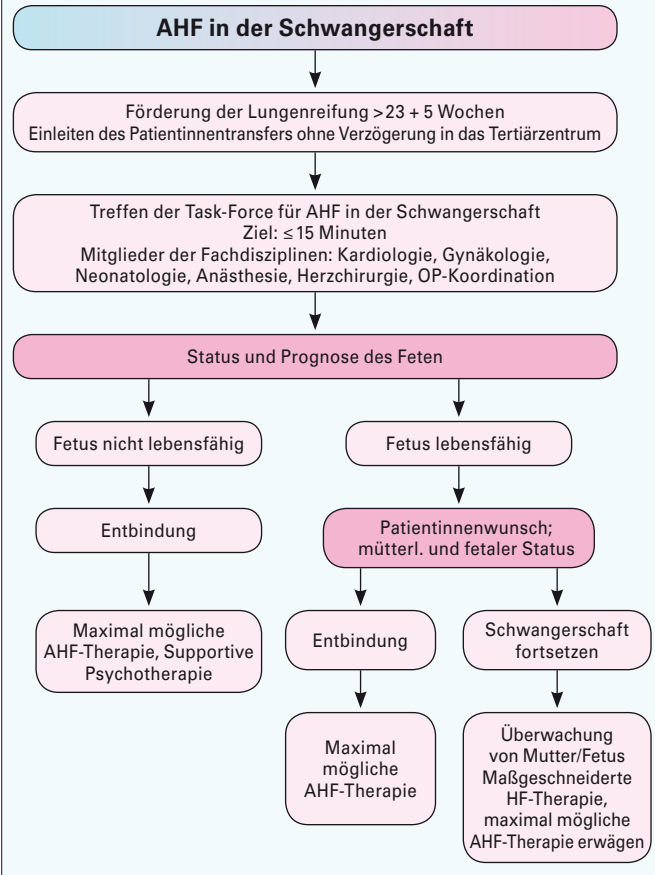 AHF in der Schwangerschaft
Förderung der Lungenreifung > 23 + 5 Wochen
Einleiten des Patientinnentransfers ohne Verzögerung in das Tertiärzentrum
Treffen der Task-Force für AHF in der Schwangerschaft
Ziel: ≤ 15 Minuten
Mitglieder der Fachdisziplinen: Kardiologie, Gynäkologie,
Neonatologie, Anästhesie, Herzchirurgie, OP-Koordination
Status und Prognose des Feten
Fetus nicht lebensfähig
Entbindung
Maximal mögliche
AHF-Therapie, Supportive
Psychotherapie
Fetus lebensfähig
Patientinnenwunsch;
mütterl. und fetaler Status
Entbindung
Maximal
mögliche
AHF-Therapie
Schwangerschaft
fortsetzen
Überwachung
von Mutter/Fetus
Maßgeschneiderte
HF-Therapie,
maximal mögliche
AHF-Therapie erwägen